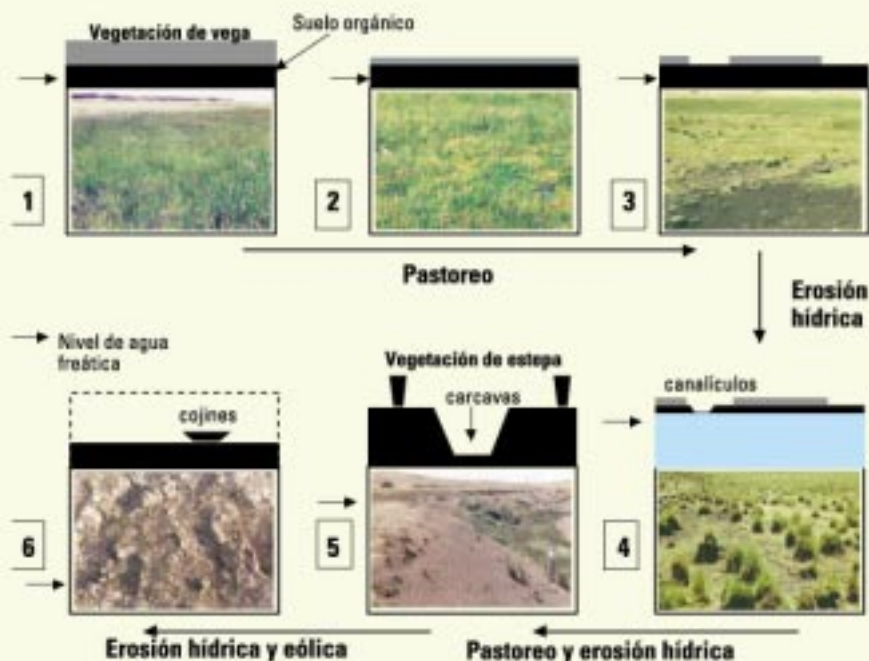 Vegetación de vega
Suelo orgánico
1
2
3
Pastoreo
Erosión
hídrica
Nivel de agua
freática
cojines
Vegetación de estepa
carcavas
canalículos
6
5
4
Erosión hídrica y eólica
Pastoreo y erosión hídrica